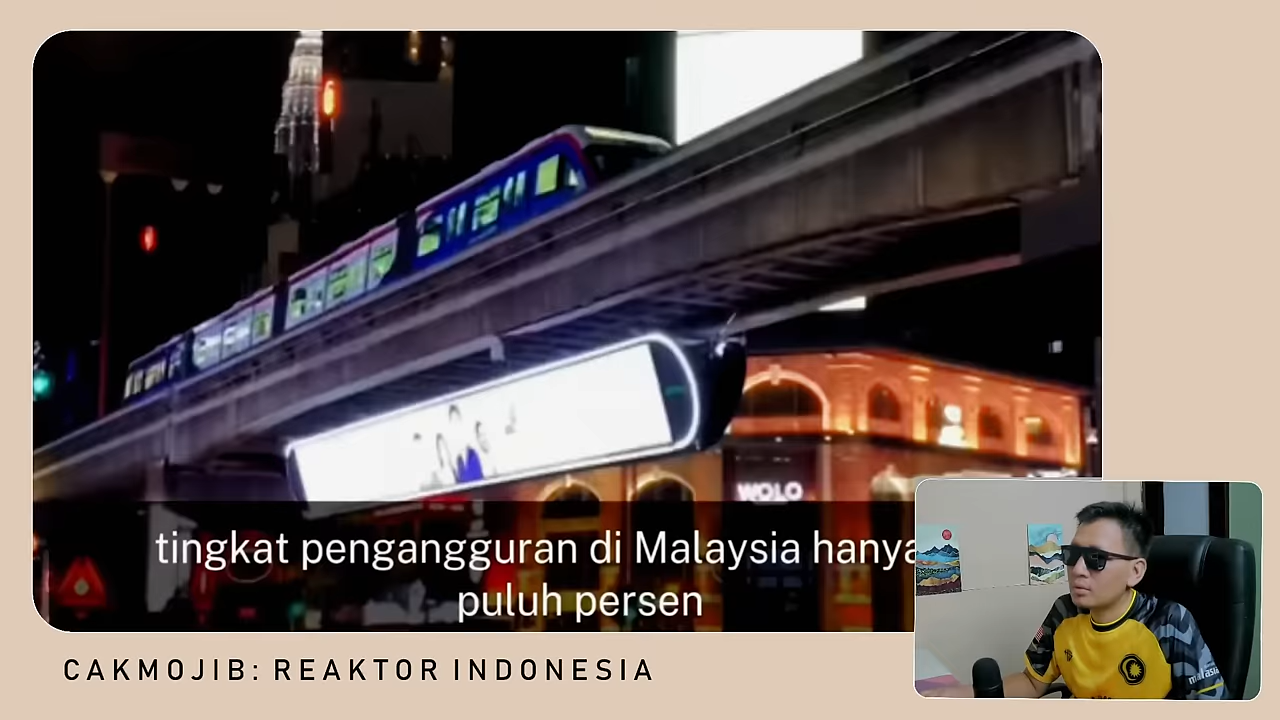 WOLO
tingkat pengangguran di Malaysia hanya
puluh persen
CAKMOJIB: REAKTOR INDONESIA